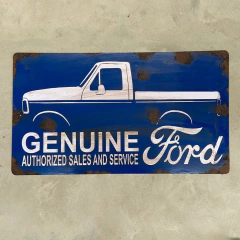 GENUINE
AUTHORIZED SALES AND SERVICE
Ford